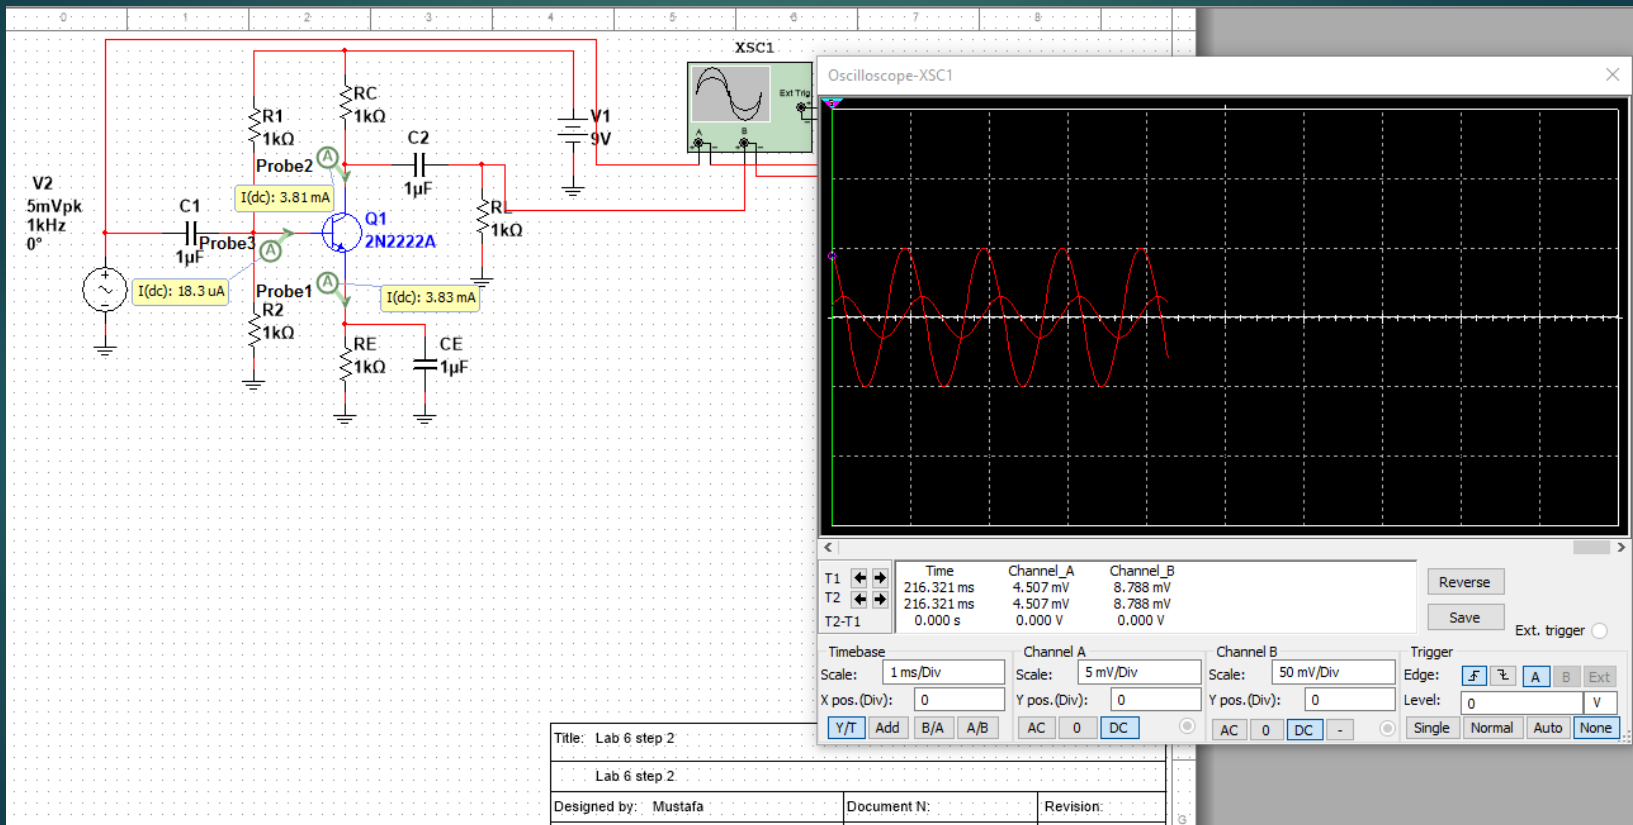 0 1 2 3 4 5 6 7 8
XSC1
Ext Trig
A B
V1
9V
RC
1kΩ
R1
1kΩ
C2
1µF
Probe2
A
I(dc): 3.81 mA
V2
5mVpk
1kHz
0°
C1
1µF
Probe3
A
I(dc): 18.3 uA
Q1
2N2222A
RL
1kΩ
Probe1
A
I(dc): 3.83 mA
R2
1kΩ
RE
1kΩ
CE
1µF
Title: Lab 6 step 2
Lab 6 step 2
Designed by: Mustafa
Document N:
Revision:
G
Oscilloscope-XSC1
Time Channel_A Channel_B
T1 216.321 ms 4.507 mV 8.788 mV
T2 216.321 ms 4.507 mV 8.788 mV
T2-T1 0.000 s 0.000 V 0.000 V
Reverse
Save
Ext. trigger
Timebase
Scale: 1 ms/Div
X pos.(Div): 0
Y/T Add B/A A/B
Channel A
Scale: 5 mV/Div
Y pos.(Div): 0
AC 0 DC
Channel B
Scale: 50 mV/Div
Y pos.(Div): 0
AC 0 DC -
Trigger
Edge: A B Ext
Level: 0 V
Single Normal Auto None